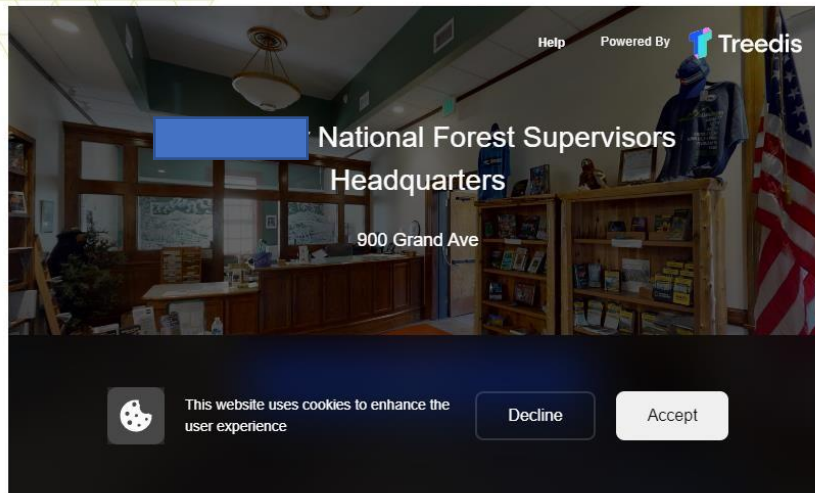 Help
Powered By
Treedis
National Forest Supervisors
Headquarters
900 Grand Ave
This website uses cookies to enhance the
user experience
Decline
Accept